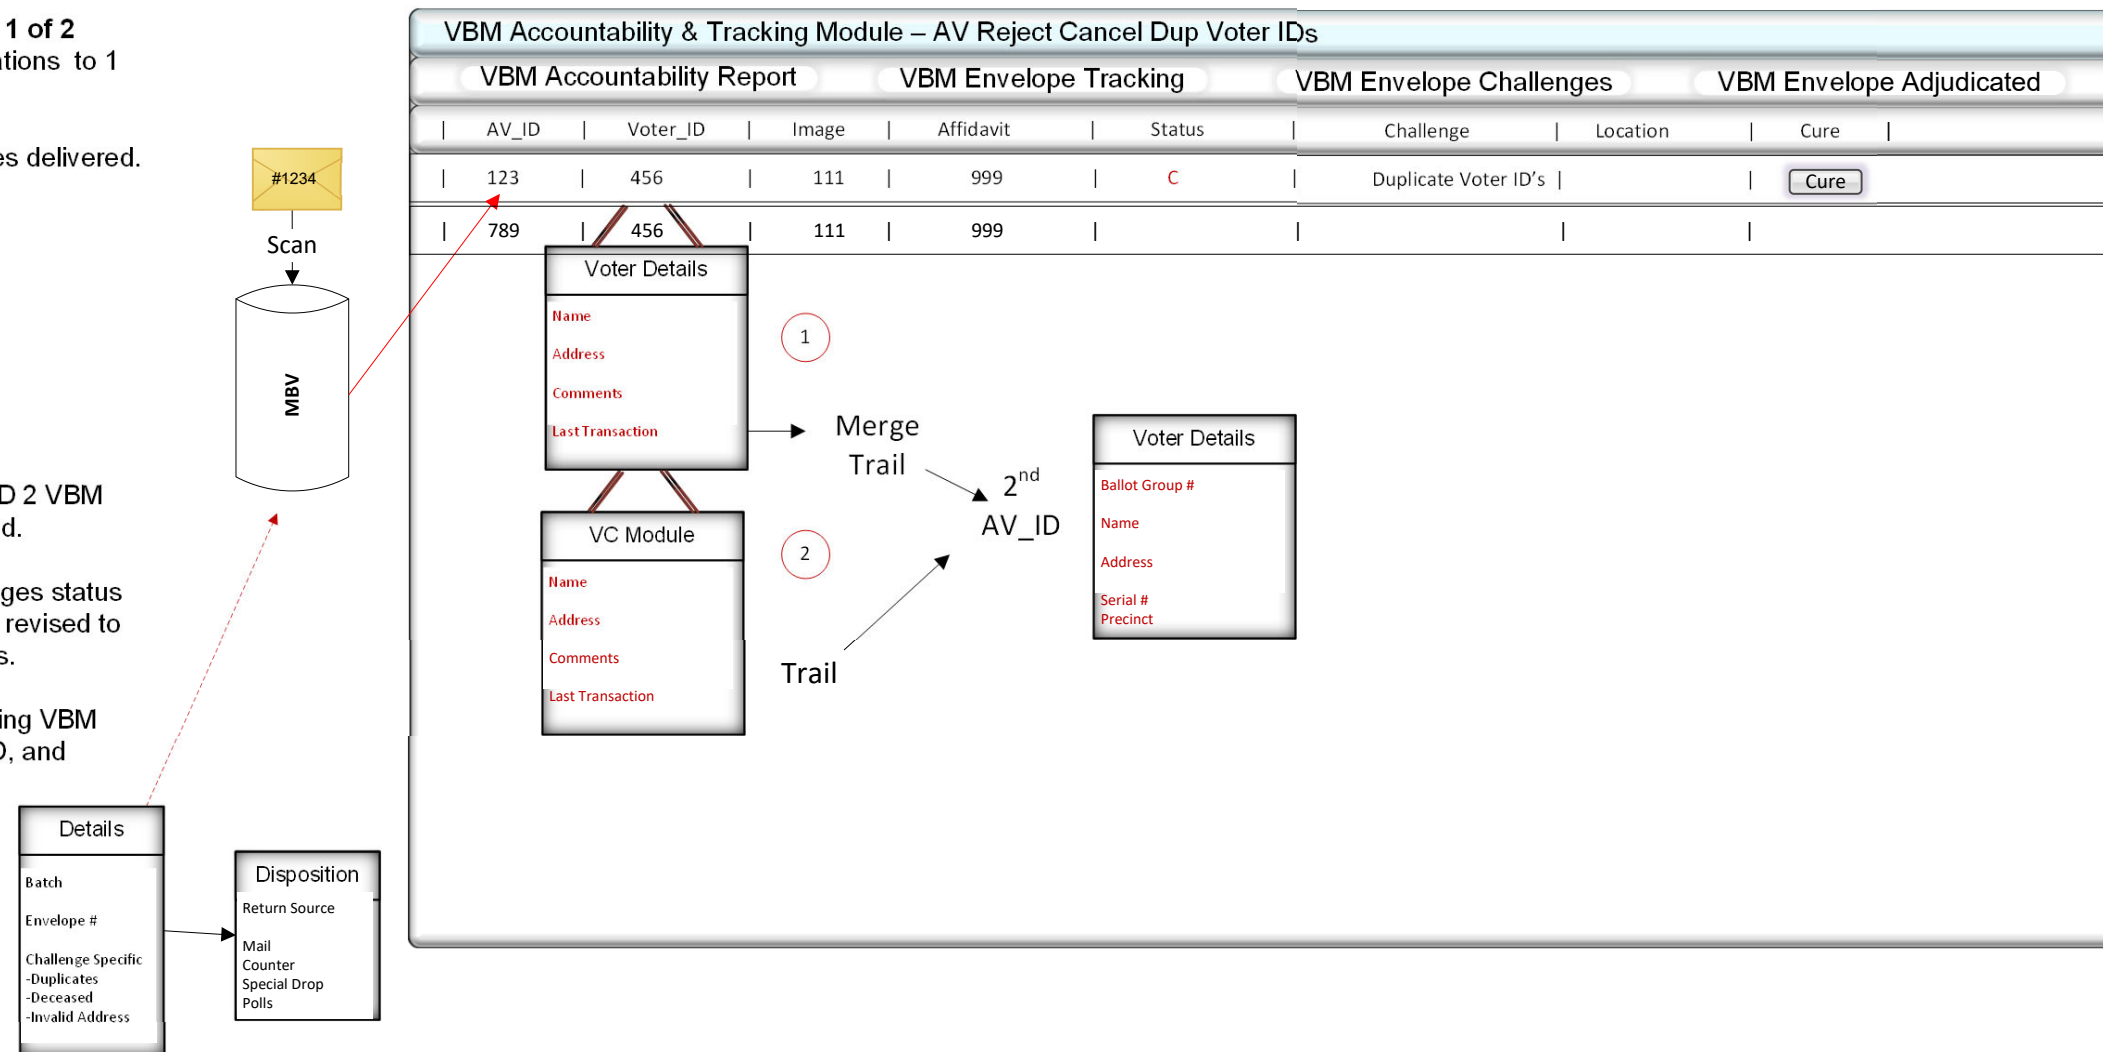 1 of 2
ations to 1
es delivered.
D 2 VBM
d.
ges status
revised to
s.
ing VBM
D, and
#1234
Scan
MBV
Details
Batch
Envelope #
Challenge Specific
-Duplicates
-Deceased
-Invalid Address
Disposition
Return Source
Mail
Counter
Special Drop
Polls
VBM Accountability & Tracking Module – AV Reject Cancel Dup Voter IDs
VBM Accountability Report VBM Envelope Tracking VBM Envelope Challenges VBM Envelope Adjudicated
| AV_ID | Voter_ID | Image | Affidavit | Status | Challenge | Location | Cure |
| 123 | 456 | 111 | 999 | C | Duplicate Voter ID’s | | Cure
| 789 | 456 | 111 | 999 | | | |
Voter Details
Name
Address
Comments
Last Transaction
1
Merge
Trail
2nd
AV_ID
VC Module
Name
Address
Comments
Last Transaction
2
Trail
Voter Details
Ballot Group #
Name
Address
Serial #
Precinct